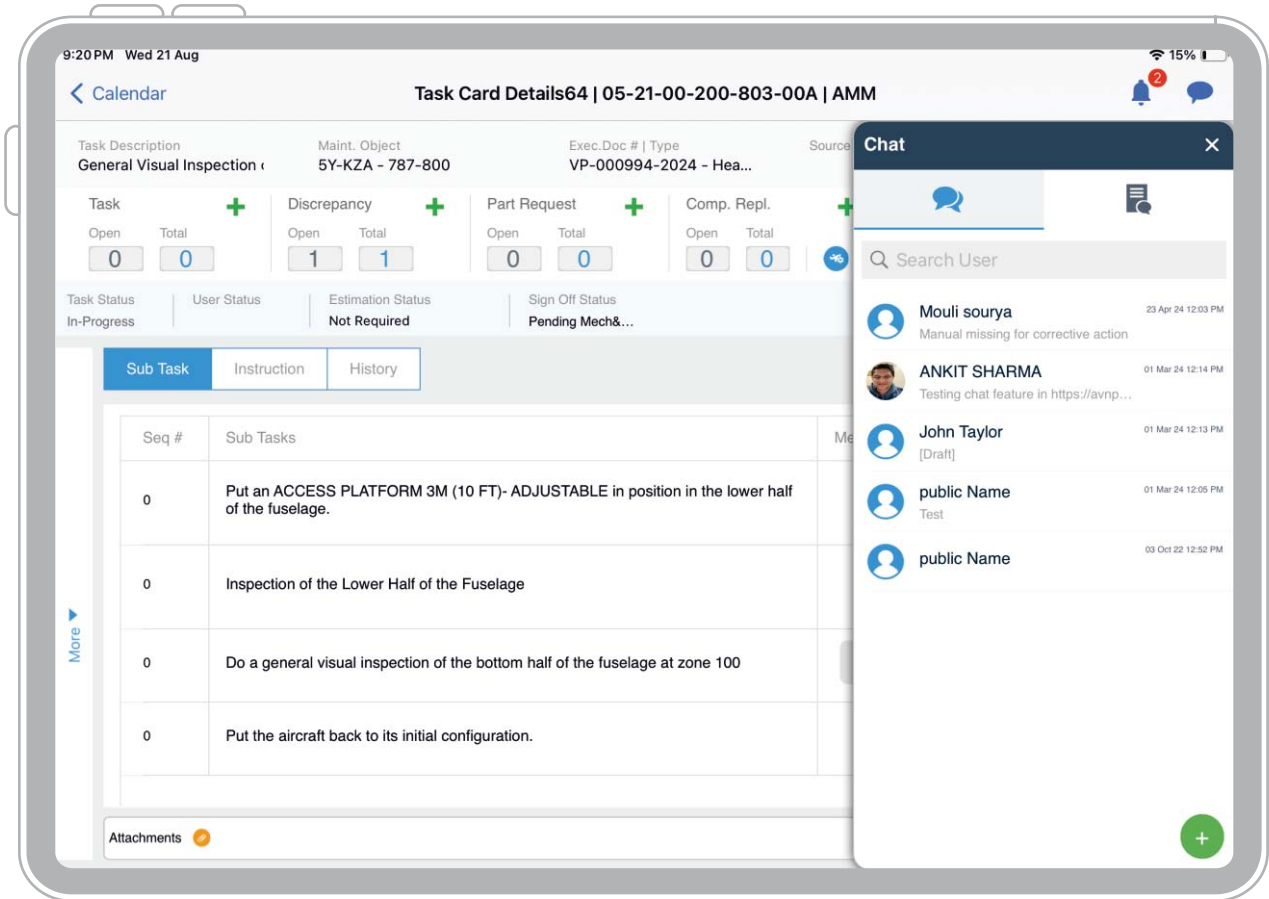 9:20 PM Wed 21 Aug
15%
Calendar
Task Card Details64 | 05-21-00-200-803-00A | AMM
2
Task Description
General Visual Inspection
Maint. Object
5Y-KZA - 787-800
Exec.Doc # | Type
VP-000994-2024 - Hea...
Source
Task
Open Total
0 0
Discrepancy
Open Total
1 1
Part Request
Open Total
0 0
Comp. Repl.
Open Total
0 0
Task Status
In-Progress
User Status
Estimation Status
Not Required
Sign Off Status
Pending Mech&...
Sub Task Instruction History
Seq # Sub Tasks Me
0 Put an ACCESS PLATFORM 3M (10 FT)- ADJUSTABLE in position in the lower half
of the fuselage.
0 Inspection of the Lower Half of the Fuselage
0 Do a general visual inspection of the bottom half of the fuselage at zone 100
0 Put the aircraft back to its initial configuration.
More
Attachments
Chat
Search User
Mouli sourya 23 Apr 24 12:03 PM
Manual missing for corrective action
ANKIT SHARMA 01 Mar 24 12:14 PM
Testing chat feature in https://avnp...
John Taylor 01 Mar 24 12:13 PM
[Draft]
public Name 01 Mar 24 12:05 PM
Test
public Name 03 Oct 22 12:52 PM